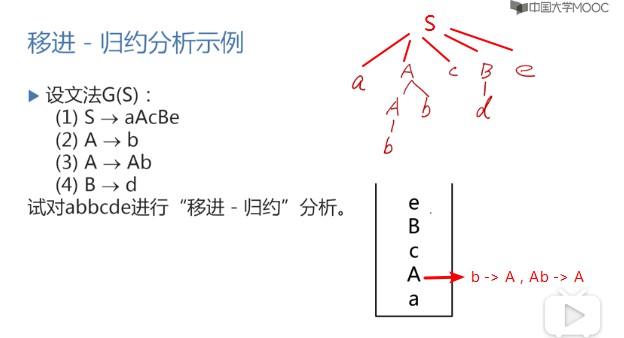 中国大学MOOC
移进－归约分析示例
S
a A c B e
A b d
b
▶ 设文法G(S)：
(1) S → aAcBe
(2) A → b
(3) A → Ab
(4) B → d
试对abbcde进行“移进－归约”分析。
e
B
c
A b -> A , Ab -> A
a